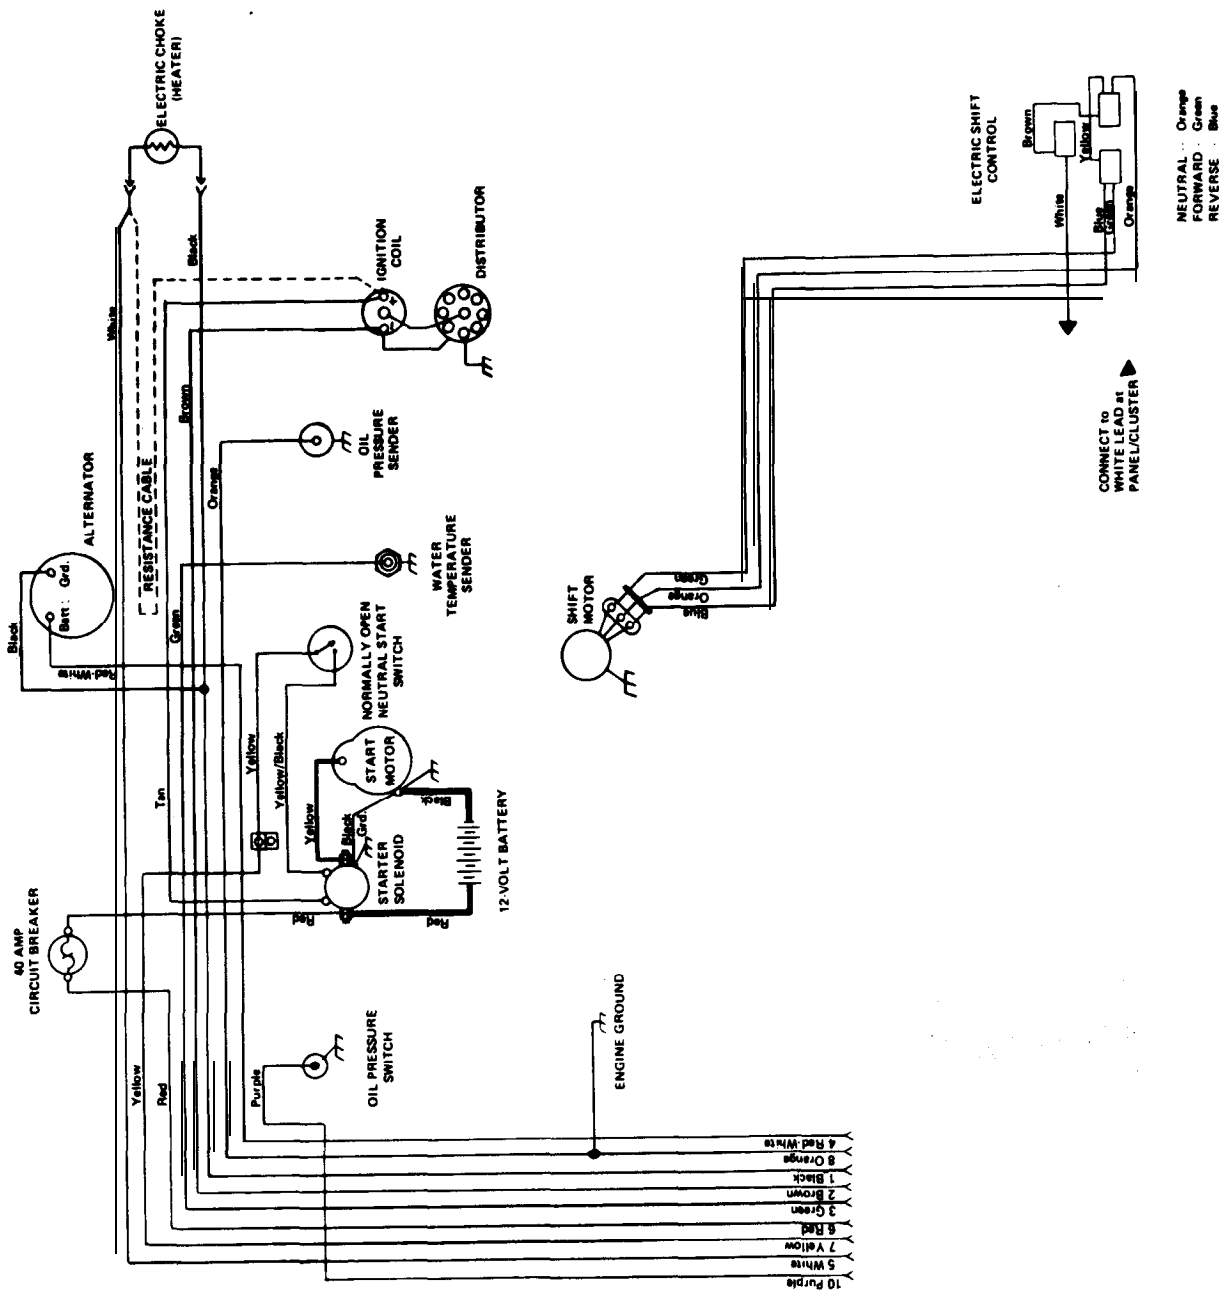 ELECTRIC CHOKE
(HEATER)
ALTERNATOR
Batt.
Grd.
Black
Red-White
RESISTANCE CABLE
White
Black
Brown
Orange
Green
Tan
IGNITION
COIL
+
−
DISTRIBUTOR
OIL
PRESSURE
SENDER
WATER
TEMPERATURE
SENDER
NORMALLY OPEN
NEUTRAL START
SWITCH
Yellow
Yellow/Black
START
MOTOR
Yellow
Black
Grd.
Black
STARTER
SOLENOID
12-VOLT BATTERY
Red
Red
40 AMP
CIRCUIT BREAKER
Yellow
Red
Purple
OIL PRESSURE
SWITCH
ENGINE GROUND
4 Red-White
8 Orange
1 Black
2 Brown
3 Green
6 Red
7 Yellow
5 White
10 Purple
SHIFT
MOTOR
Green
Orange
Blue
ELECTRIC SHIFT
CONTROL
Brown
Yellow
White
Blue
Green
Orange
CONNECT to
WHITE LEAD at
PANEL/CLUSTER
NEUTRAL - Orange
FORWARD - Green
REVERSE - Blue